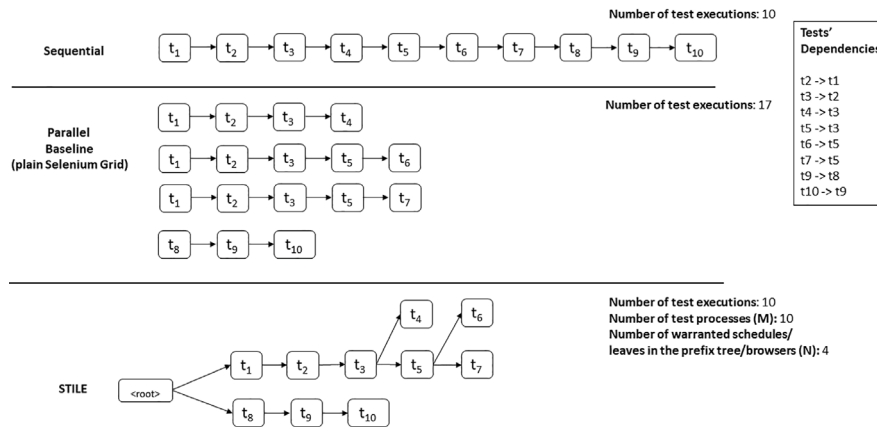 Number of test executions: 10
Sequential
t1 t2 t3 t4 t5 t6 t7 t8 t9 t10
Tests'
Dependencies
t2 -> t1
t3 -> t2
t4 -> t3
t5 -> t3
t6 -> t5
t7 -> t5
t9 -> t8
t10 -> t9
Number of test executions: 17
Parallel
Baseline
(plain Selenium Grid)
t1 t2 t3 t4
t1 t2 t3 t5 t6
t1 t2 t3 t5 t7
t8 t9 t10
Number of test executions: 10
Number of test processes (M): 10
Number of warranted schedules/
leaves in the prefix tree/browsers (N): 4
STILE
<root>
t4 t6
t1 t2 t3 t5 t7
t8 t9 t10